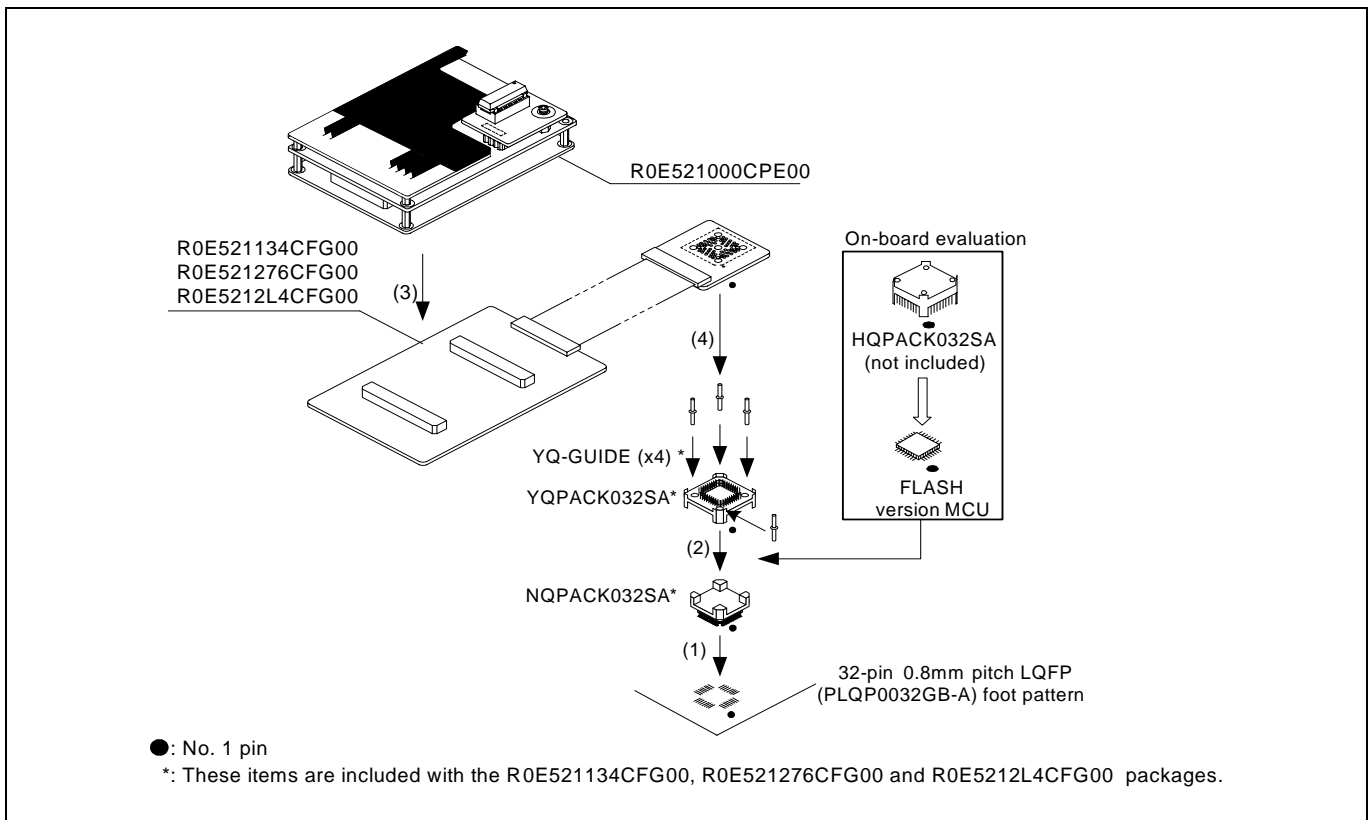 R0E521000CPE00
R0E521134CFG00
R0E521276CFG00
R0E5212L4CFG00
(3)
On-board evaluation
HQPACK032SA
(not included)
FLASH
version MCU
(4)
YQ-GUIDE (x4) *
YQPACK032SA*
(2)
NQPACK032SA*
(1)
32-pin 0.8mm pitch LQFP
(PLQP0032GB-A) foot pattern
●: No. 1 pin
*: These items are included with the R0E521134CFG00, R0E521276CFG00 and R0E5212L4CFG00 packages.